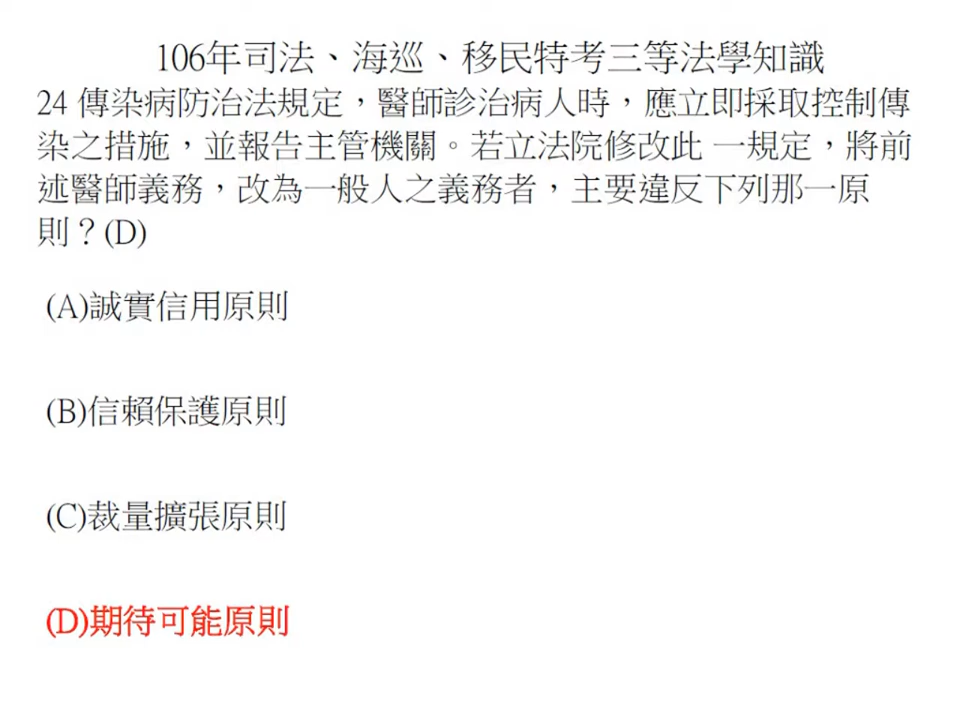 106年司法、海巡、移民特考三等法學知識
24 傳染病防治法規定，醫師診治病人時，應立即採取控制傳
染之措施，並報告主管機關。若立法院修改此 一規定，將前
述醫師義務，改為一般人之義務者，主要違反下列那一原
則？(D)
(A)誠實信用原則
(B)信賴保護原則
(C)裁量擴張原則
(D)期待可能原則